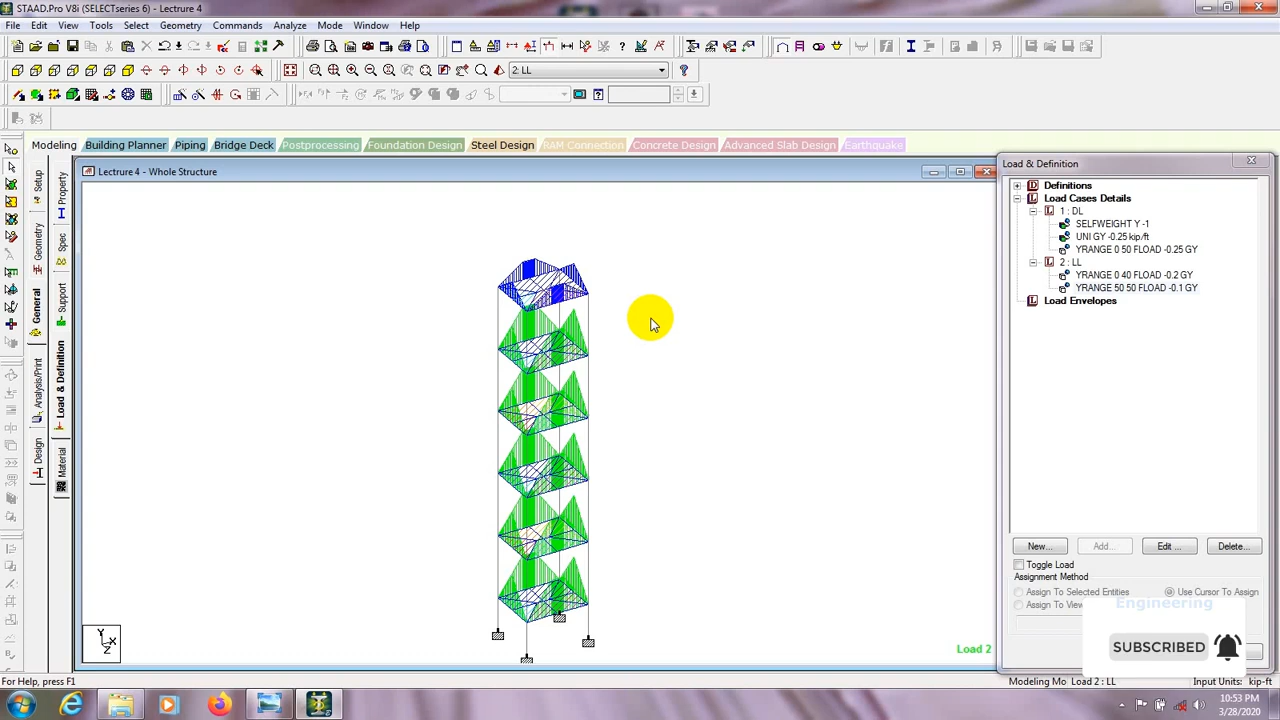 STAAD.Pro V8i (SELECTseries 6) - Lecture 4
File Edit View Tools Select Geometry Commands Analyze Mode Window Help
2: LL
Modeling Building Planner Piping Bridge Deck Postprocessing Foundation Design Steel Design RAM Connection Concrete Design Advanced Slab Design Earthquake
Setup
Geometry
General
Analysis/Print
Design
Property
Spec
Support
Load & Definition
Material
Lectrure 4 - Whole Structure
Y
X
Z
Load 2
Load & Definition
Definitions
Load Cases Details
1 : DL
SELFWEIGHT Y -1
UNI GY -0.25 kip/ft
YRANGE 0 50 FLOAD -0.25 GY
2 : LL
YRANGE 0 40 FLOAD -0.2 GY
YRANGE 50 50 FLOAD -0.1 GY
Load Envelopes
New... Add... Edit ... Delete...
Toggle Load
Assignment Method
Assign To Selected Entities Use Cursor To Assign
Assign To View
Engineering
SUBSCRIBED
For Help, press F1
Modeling Mo Load 2 : LL Input Units: kip-ft
10:53 PM
3/28/2020